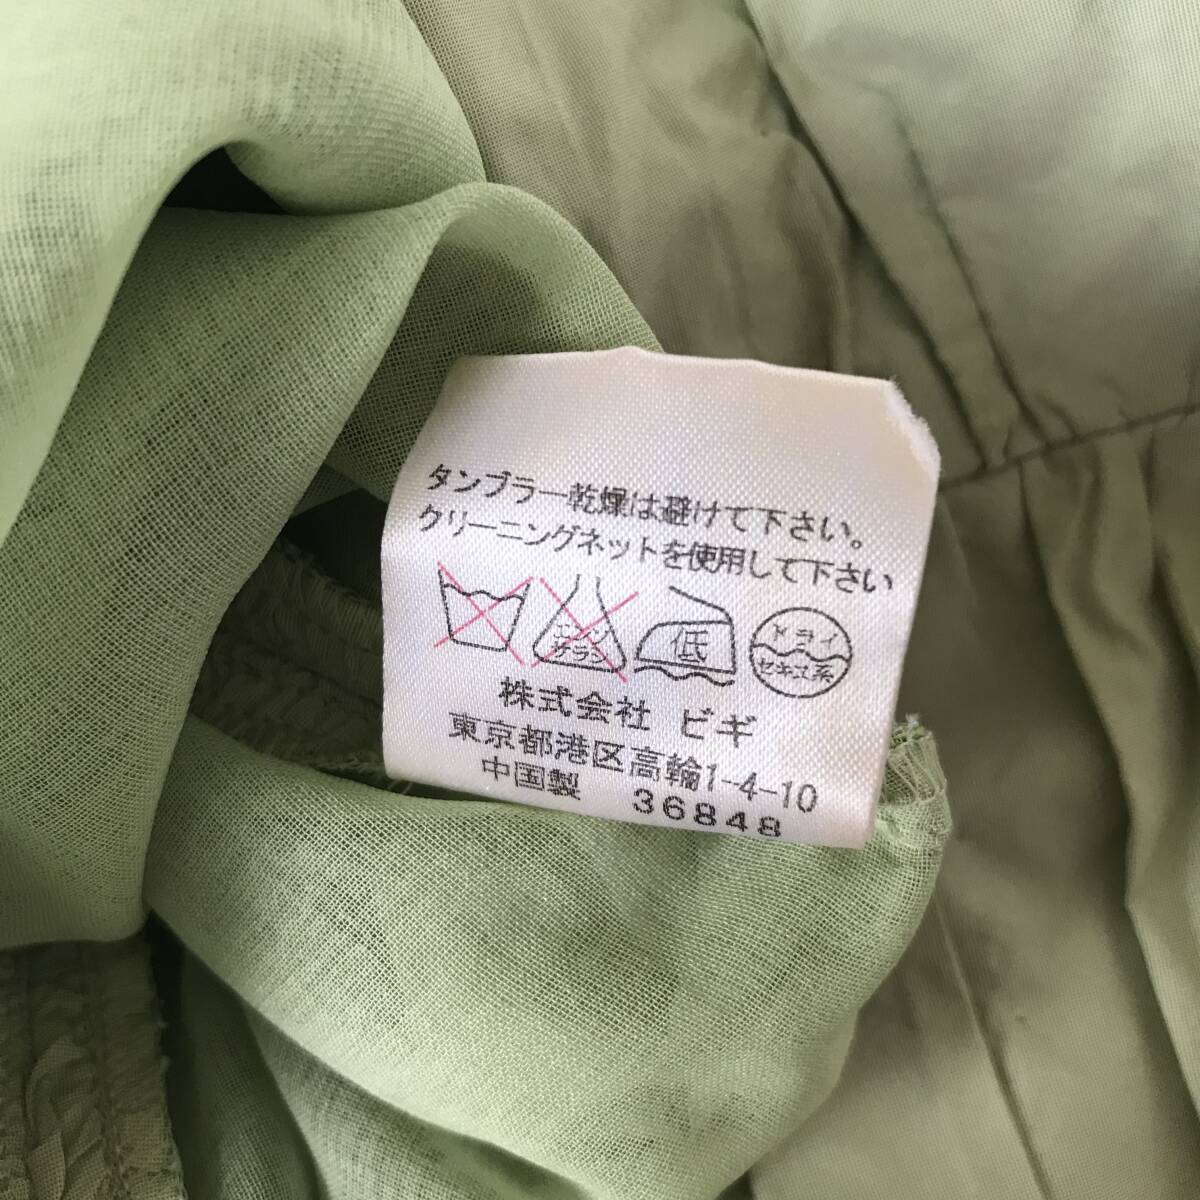 タンブラー乾燥は避けて下さい。
クリーニングネットを使用して下さい
エンソ
サラシ
低
ドライ
セキユ系
株式会社 ビギ
東京都港区高輪1-4-10
中国製 36848